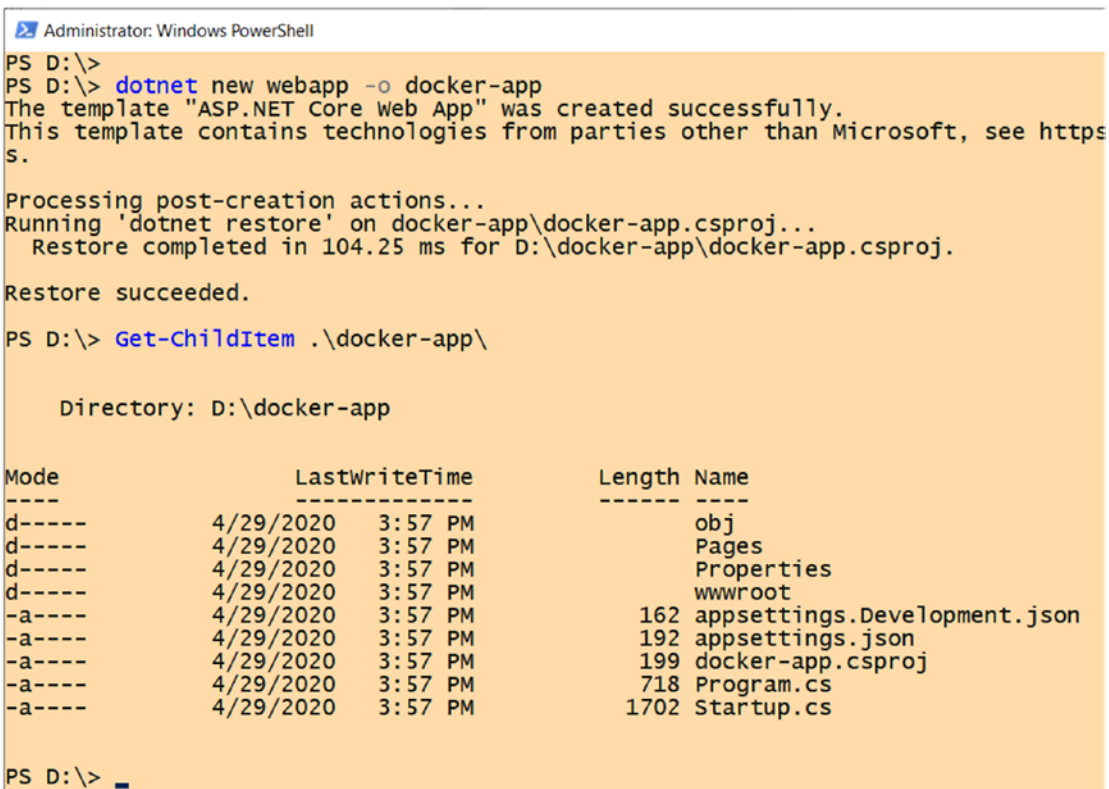 Administrator: Windows PowerShell
PS D:\>
PS D:\> dotnet new webapp -o docker-app
The template "ASP.NET Core Web App" was created successfully.
This template contains technologies from parties other than Microsoft, see https
s.
Processing post-creation actions...
Running 'dotnet restore' on docker-app\docker-app.csproj...
  Restore completed in 104.25 ms for D:\docker-app\docker-app.csproj.
Restore succeeded.
PS D:\> Get-ChildItem .\docker-app\
    Directory: D:\docker-app
Mode                LastWriteTime         Length Name
----                -------------         ------ ----
d-----        4/29/2020   3:57 PM                obj
d-----        4/29/2020   3:57 PM                Pages
d-----        4/29/2020   3:57 PM                Properties
d-----        4/29/2020   3:57 PM                wwwroot
-a----        4/29/2020   3:57 PM            162 appsettings.Development.json
-a----        4/29/2020   3:57 PM            192 appsettings.json
-a----        4/29/2020   3:57 PM            199 docker-app.csproj
-a----        4/29/2020   3:57 PM            718 Program.cs
-a----        4/29/2020   3:57 PM           1702 Startup.cs
PS D:\>